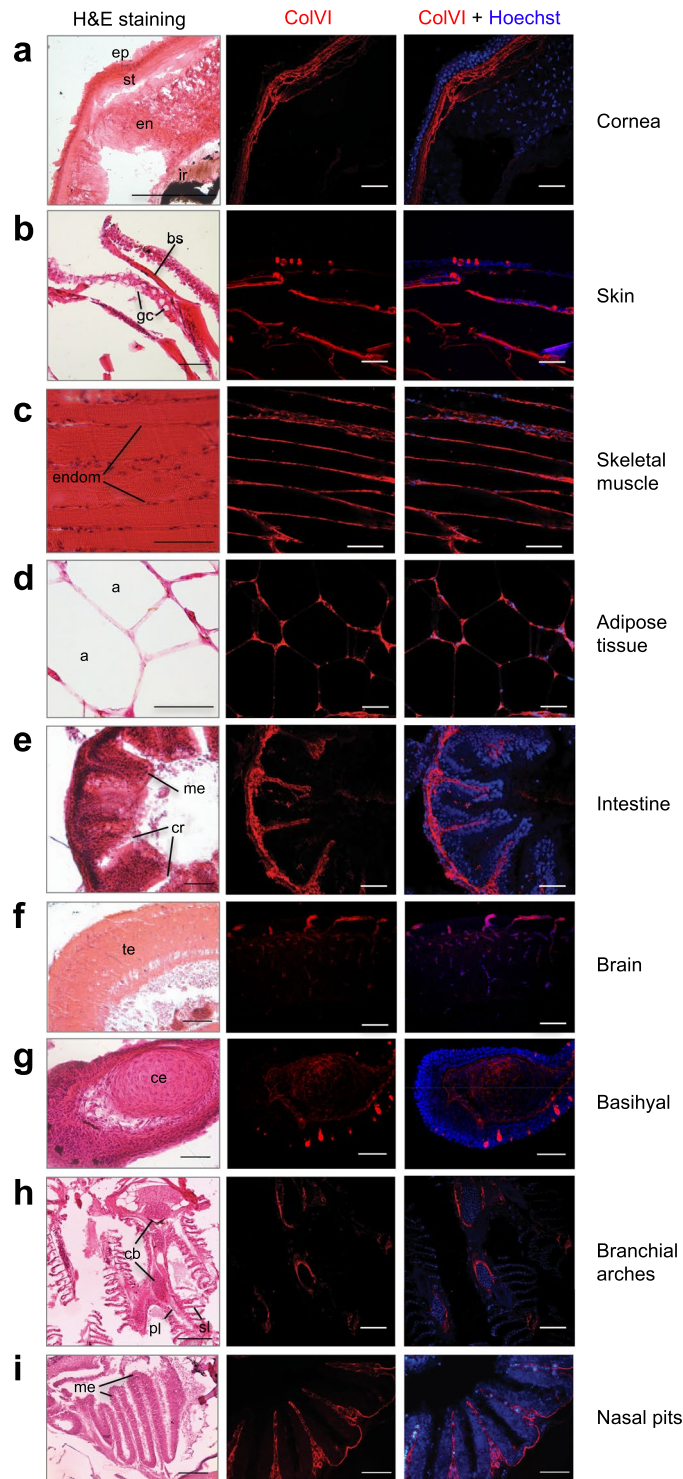 H&E staining ColVI ColVI + Hoechst
a ep st en ir Cornea
b bs gc Skin
c endom Skeletal muscle
d a a Adipose tissue
e me cr Intestine
f te Brain
g ce Basihyal
h cb pl sl Branchial arches
i me Nasal pits